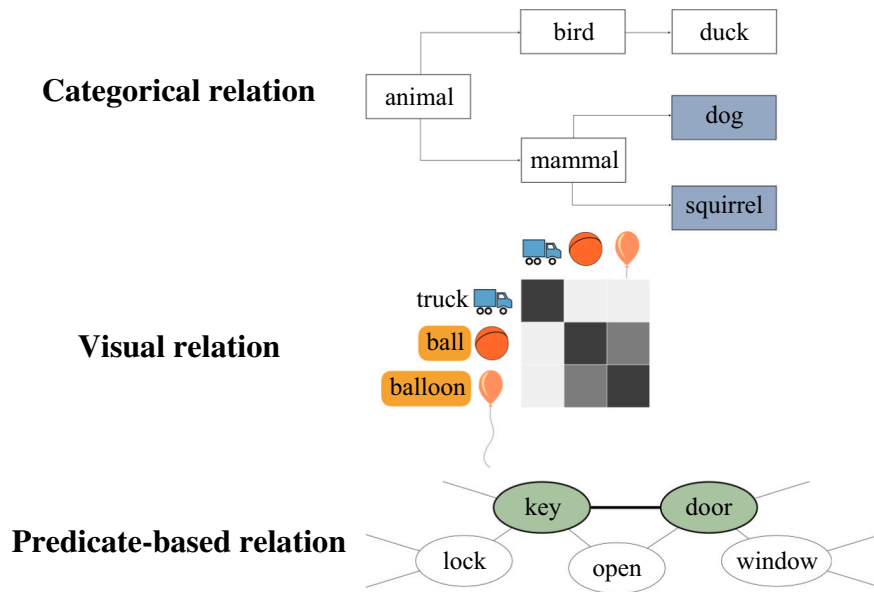 bird
duck
Categorical relation
animal
dog
mammal
squirrel
truck
Visual relation
ball
balloon
key
door
Predicate-based relation
lock
open
window